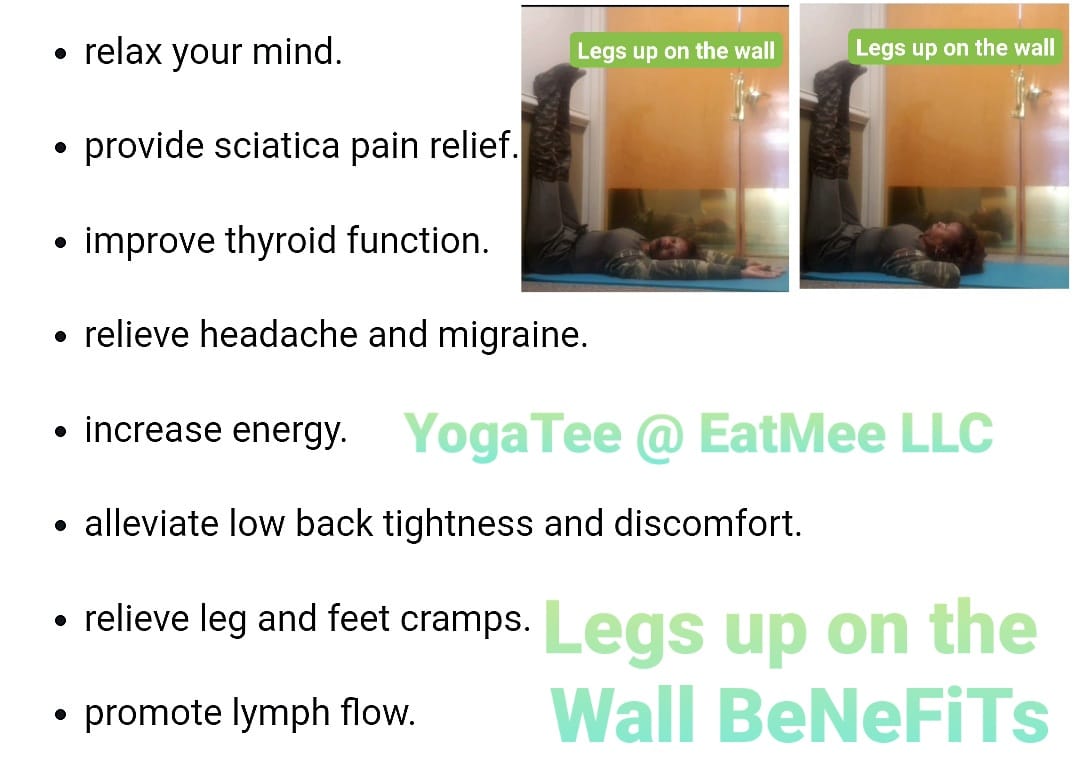 • relax your mind.
Legs up on the wall
Legs up on the wall
• provide sciatica pain relief.
• improve thyroid function.
• relieve headache and migraine.
• increase energy.
YogaTee @ EatMee LLC
• alleviate low back tightness and discomfort.
• relieve leg and feet cramps.
• promote lymph flow.
Legs up on the
Wall BeNeFiTs